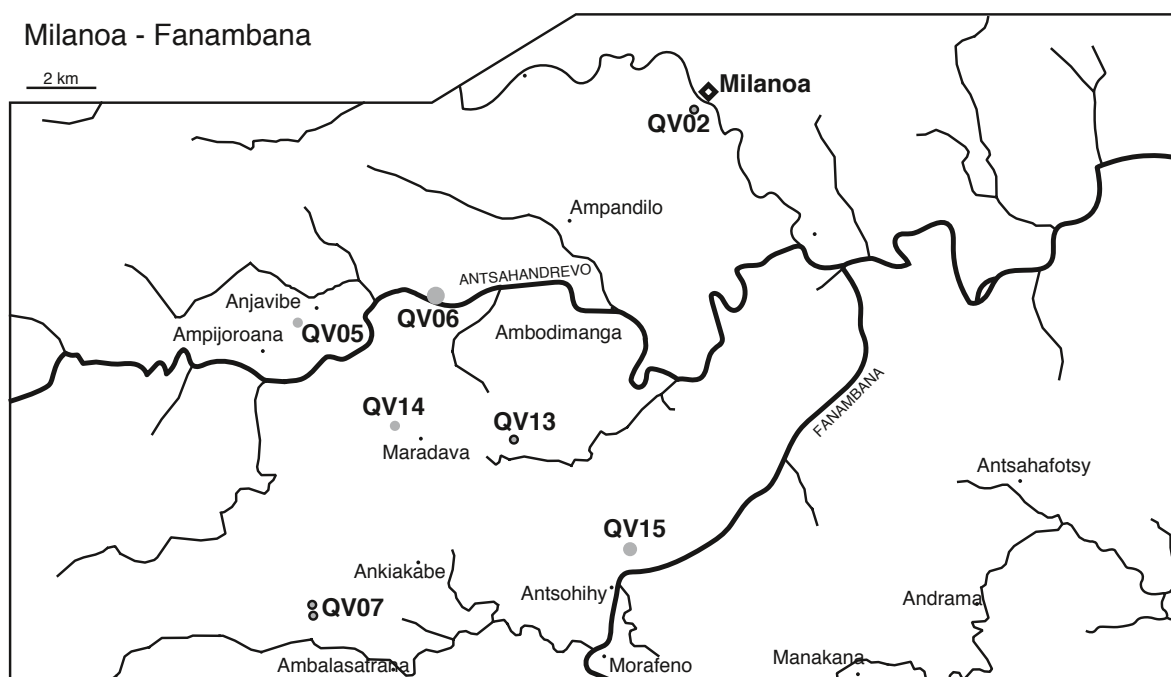 Milanoa - Fanambana
2 km
Milanoa
QV02
Ampandilo
ANTSAHANDREVO
Anjavibe
QV06
QV05
Ampijoroana
Ambodimanga
FANAMBANA
QV14
QV13
Maradava
Antsahafotsy
QV15
Ankiakabe
Antsohihy
Andrama
QV07
Ambalasatrana
Morafeno
Manakana